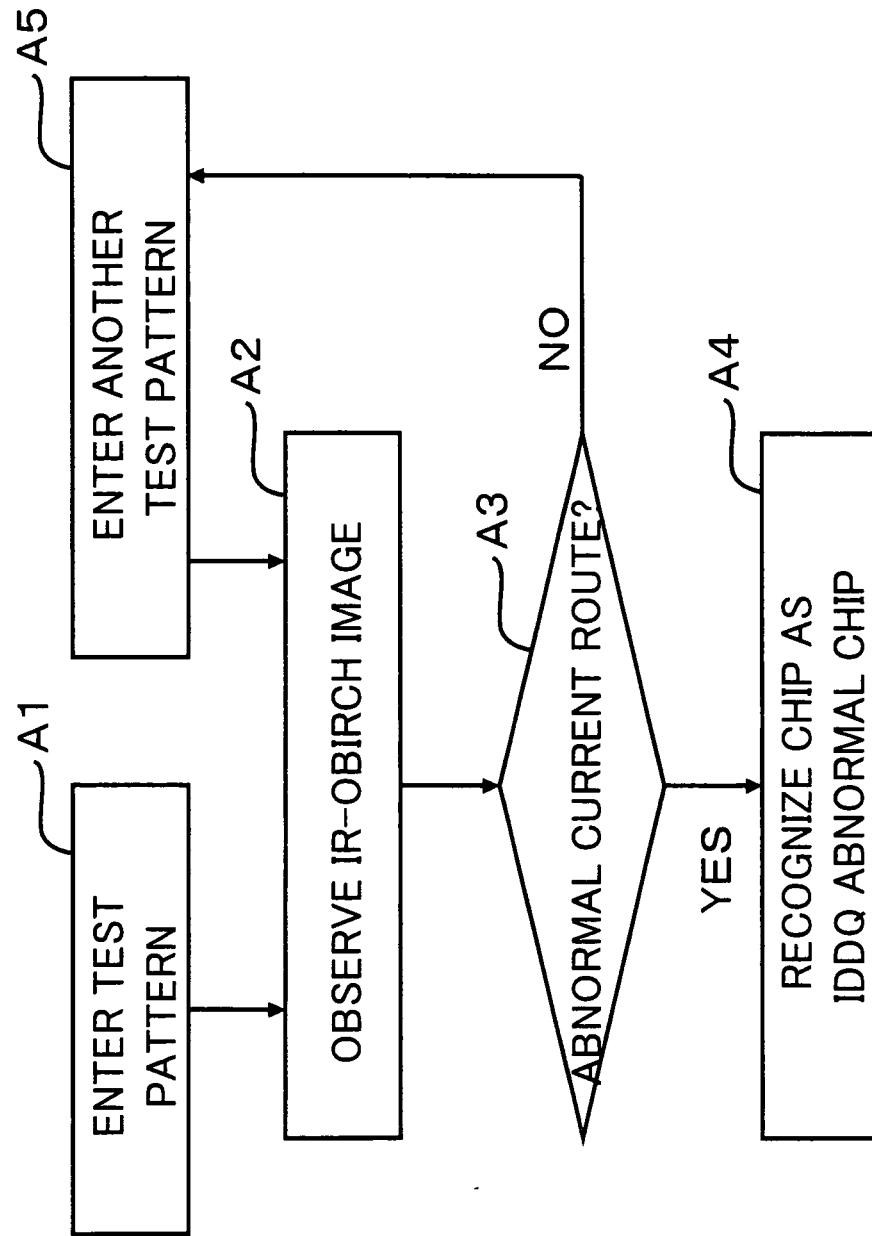 A1
ENTER TEST
PATTERN
A5
ENTER ANOTHER
TEST PATTERN
A2
OBSERVE IR-OBIRCH IMAGE
A3
ABNORMAL CURRENT ROUTE?
NO
YES
A4
RECOGNIZE CHIP AS
IDDQ ABNORMAL CHIP